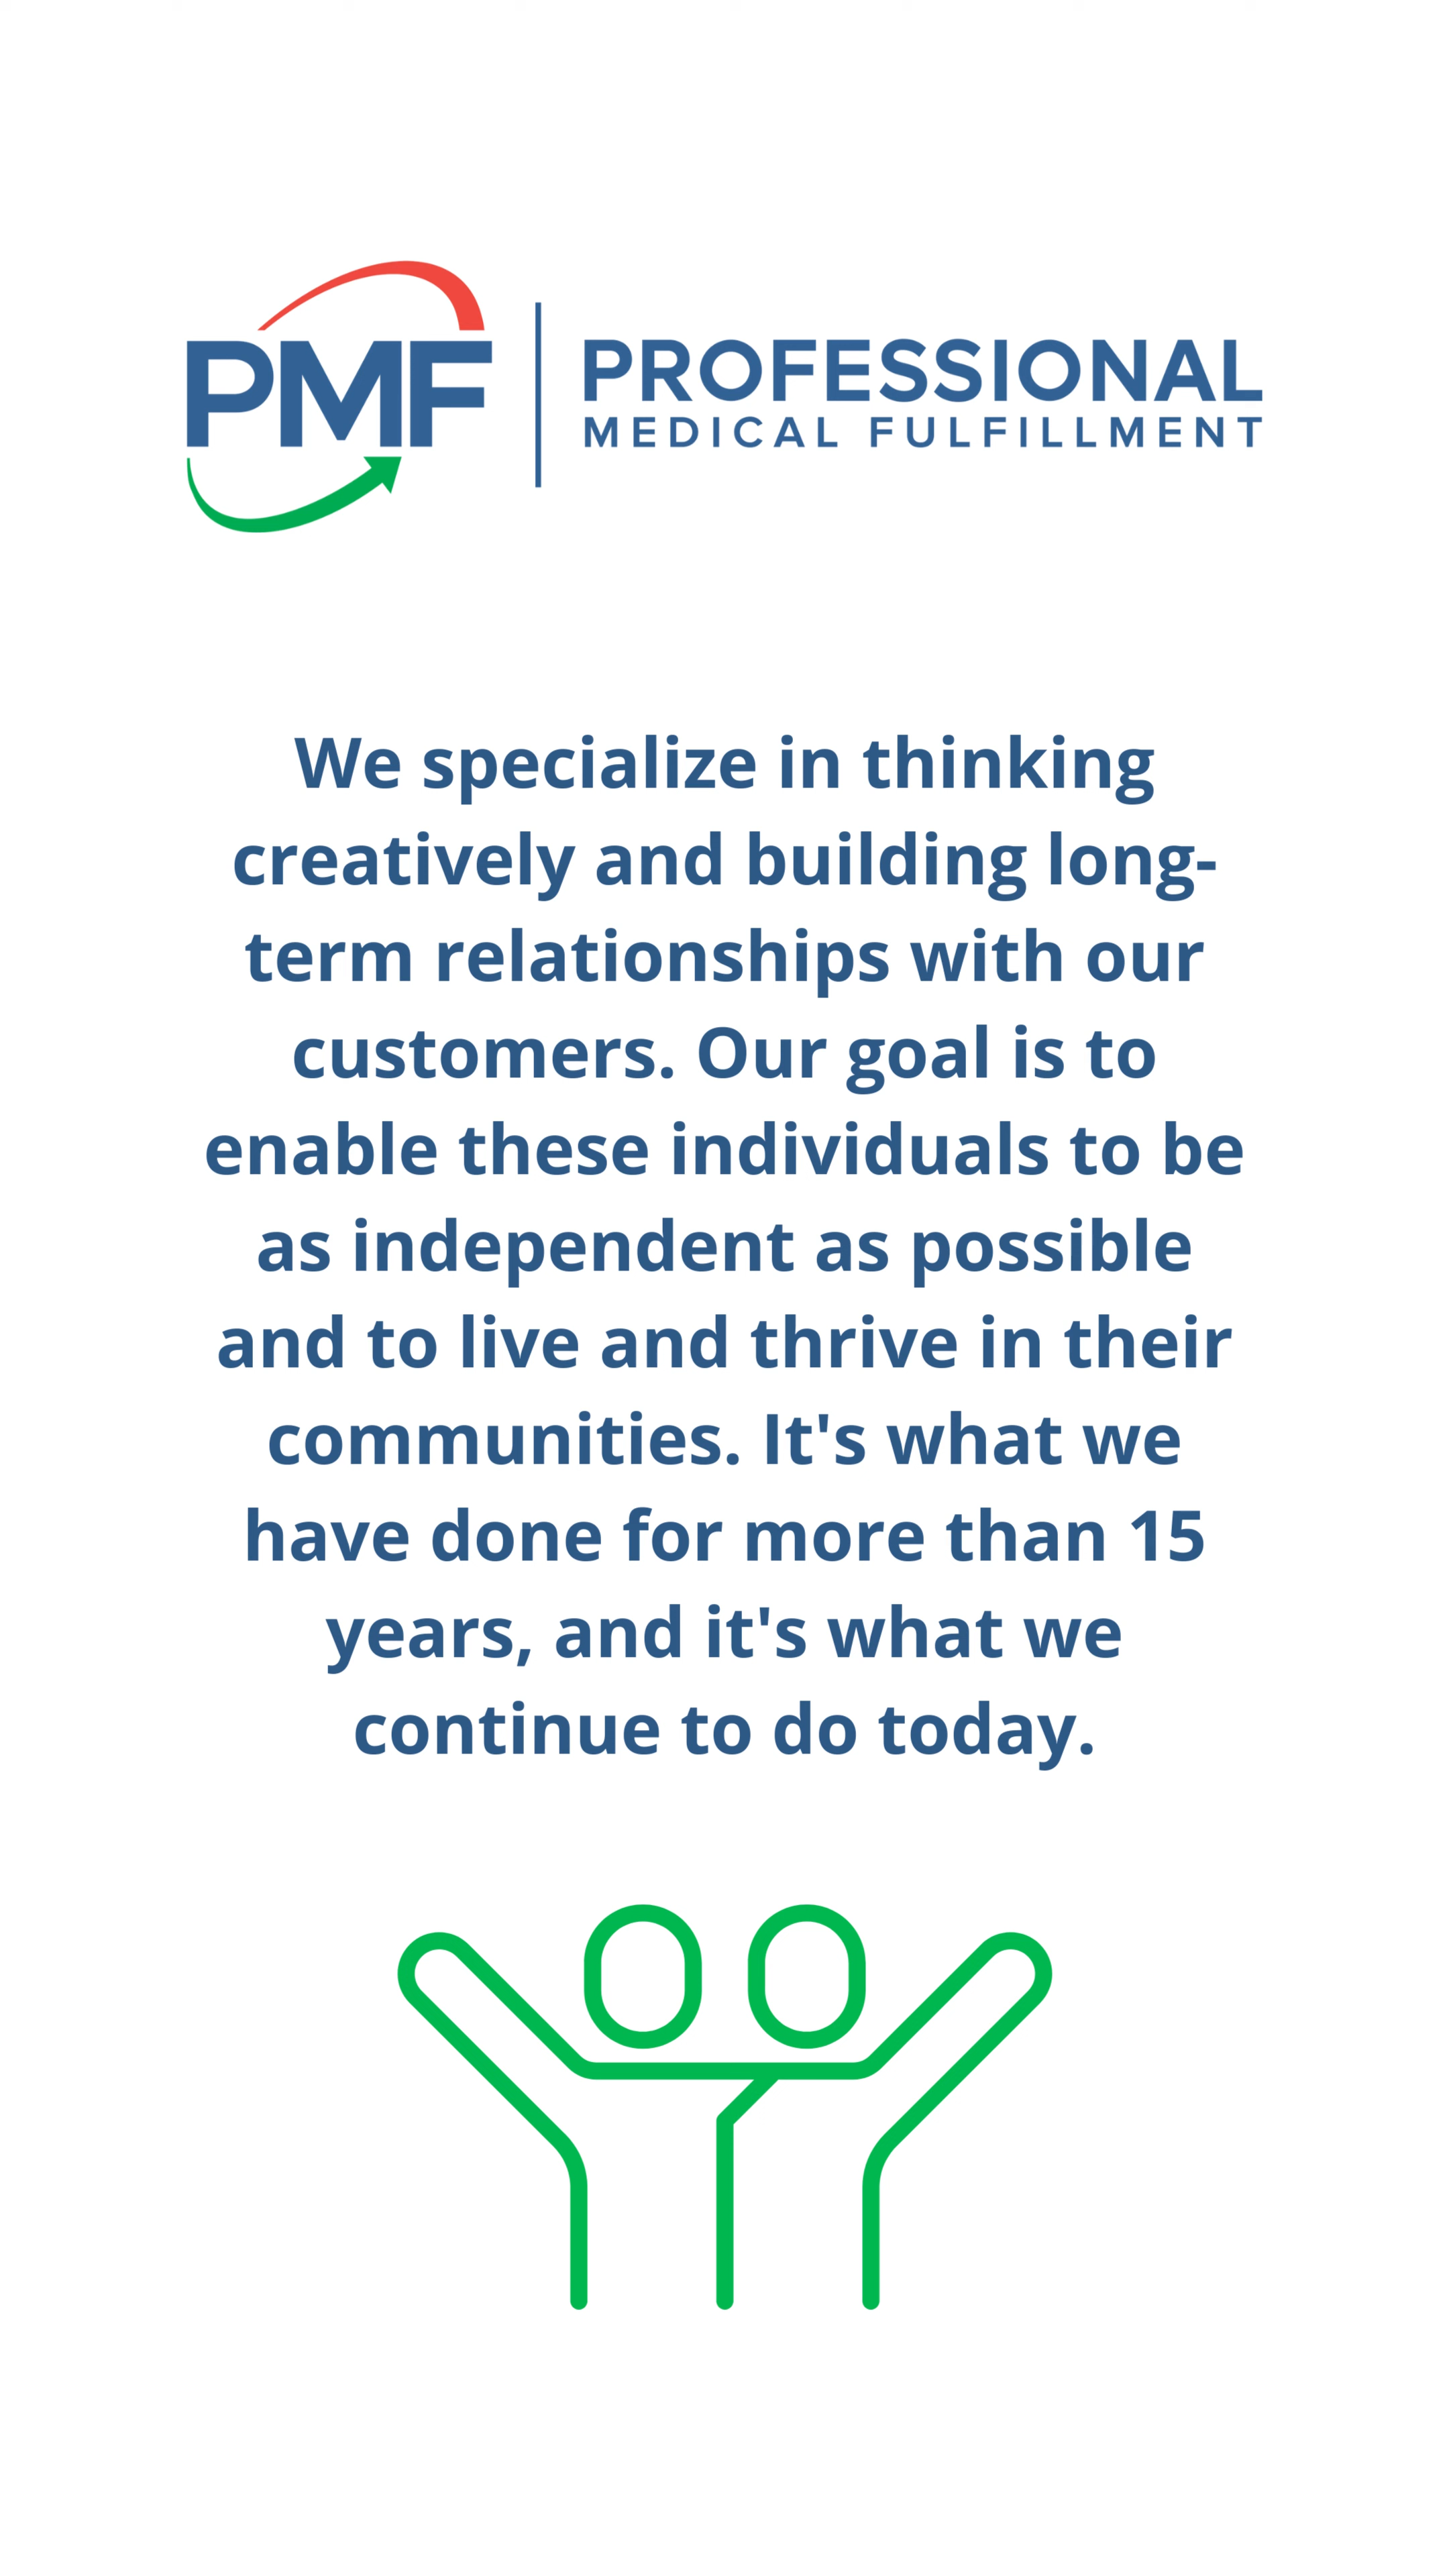 PMF
PROFESSIONAL
MEDICAL FULFILLMENT
We specialize in thinking
creatively and building long-
term relationships with our
customers. Our goal is to
enable these individuals to be
as independent as possible
and to live and thrive in their
communities. It's what we
have done for more than 15
years, and it's what we
continue to do today.